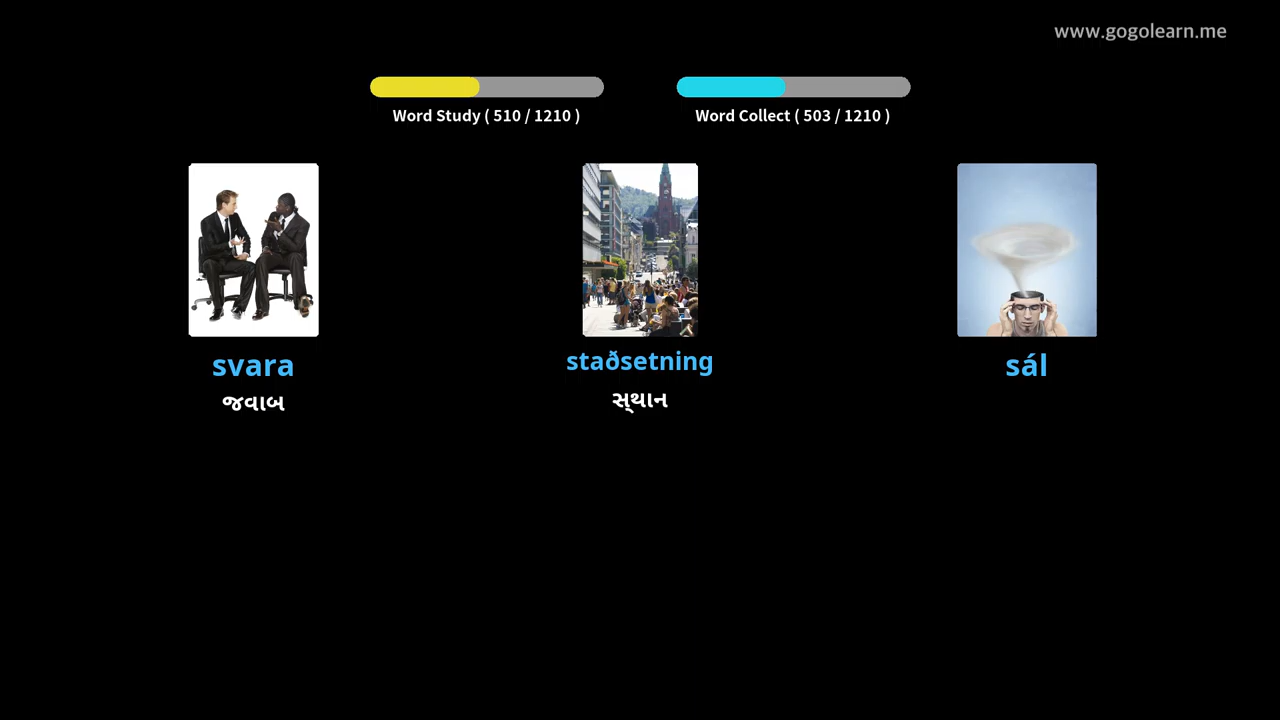 www.gogolearn.me
Word Study ( 510 / 1210 )
Word Collect ( 503 / 1210 )
svara
જવાબ
staðsetning
સ્થાન
sál